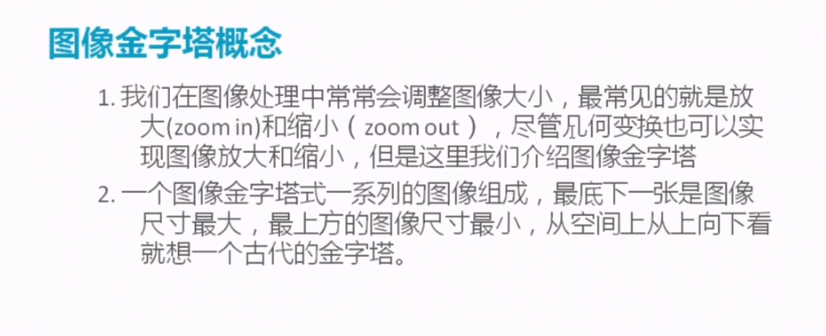 图像金字塔概念
1. 我们在图像处理中常常会调整图像大小，最常见的就是放
大(zoom in)和缩小（zoom out），尽管几何变换也可以实
现图像放大和缩小，但是这里我们介绍图像金字塔
2. 一个图像金字塔式一系列的图像组成，最底下一张是图像
尺寸最大，最上方的图像尺寸最小，从空间上从上向下看
就想一个古代的金字塔。